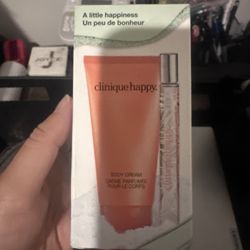 A little happiness
Un peu de bonheur
clinique happy.
BODY CREAM
CRÈME PARFUMÉE
POUR LE CORPS